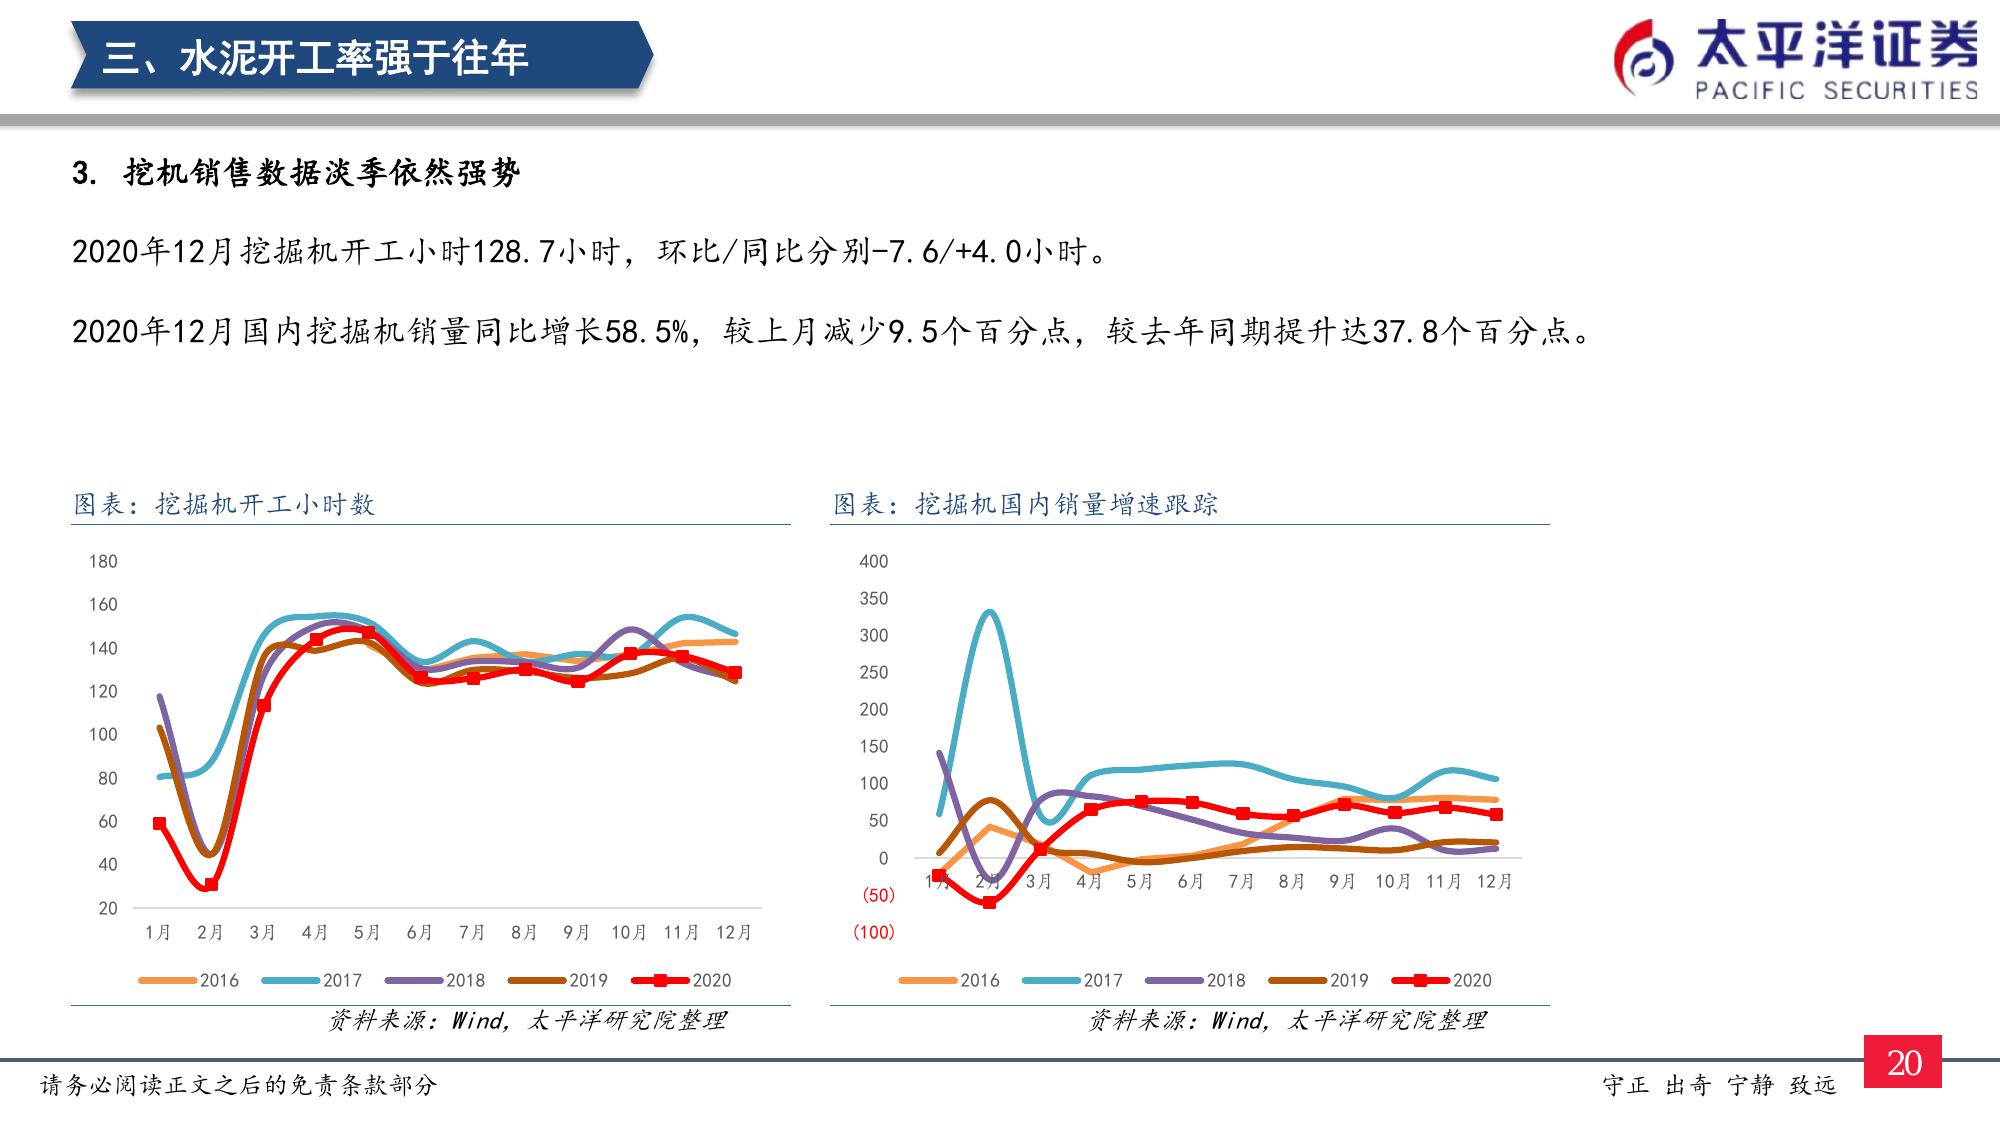 三、水泥开工率强于往年
太平洋证券
PACIFIC SECURITIES
3. 挖机销售数据淡季依然强势
2020年12月挖掘机开工小时128.7小时，环比/同比分别-7.6/+4.0小时。
2020年12月国内挖掘机销量同比增长58.5%，较上月减少9.5个百分点，较去年同期提升达37.8个百分点。
图表：挖掘机开工小时数
180
160
140
120
100
80
60
40
20
1月 2月 3月 4月 5月 6月 7月 8月 9月 10月 11月 12月
2016 2017 2018 2019 2020
资料来源：Wind，太平洋研究院整理
图表：挖掘机国内销量增速跟踪
400
350
300
250
200
150
100
50
0
(50)
(100)
1月 2月 3月 4月 5月 6月 7月 8月 9月 10月 11月 12月
2016 2017 2018 2019 2020
资料来源：Wind，太平洋研究院整理
请务必阅读正文之后的免责条款部分
守正 出奇 宁静 致远
20